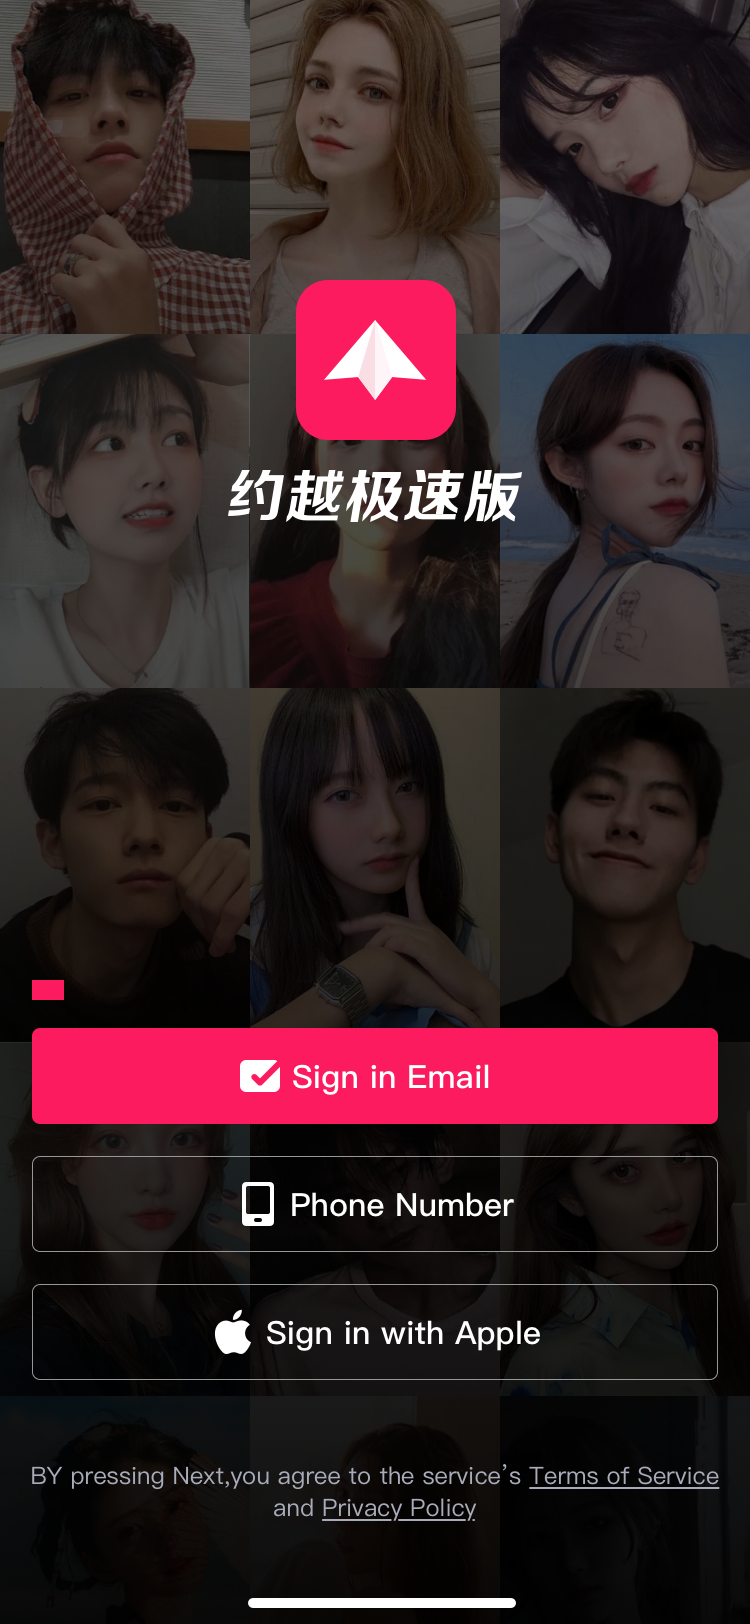 约越极速版
Sign in Email
Phone Number
Sign in with Apple
BY pressing Next,you agree to the service's Terms of Service
and Privacy Policy